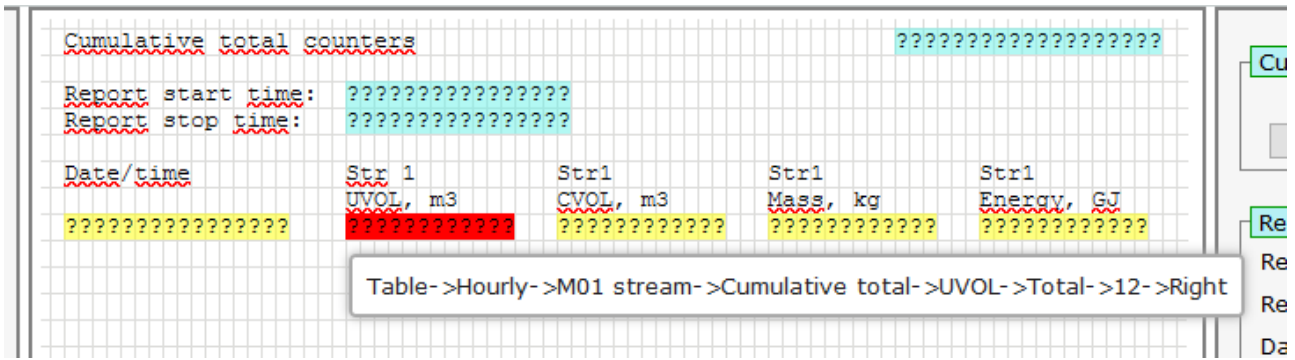 Cumulative total counters ???????????????????
Cu
Report start time: ????????????????
Report stop time: ????????????????
Date/time Str 1 Str1 Str1 Str1
UVOL, m3 CVOL, m3 Mass, kg Energy, GJ
???????????????? ???????????? ???????????? ???????????? ????????????
Re
Re
Table->Hourly->M01 stream->Cumulative total->UVOL->Total->12->Right
Re
Da